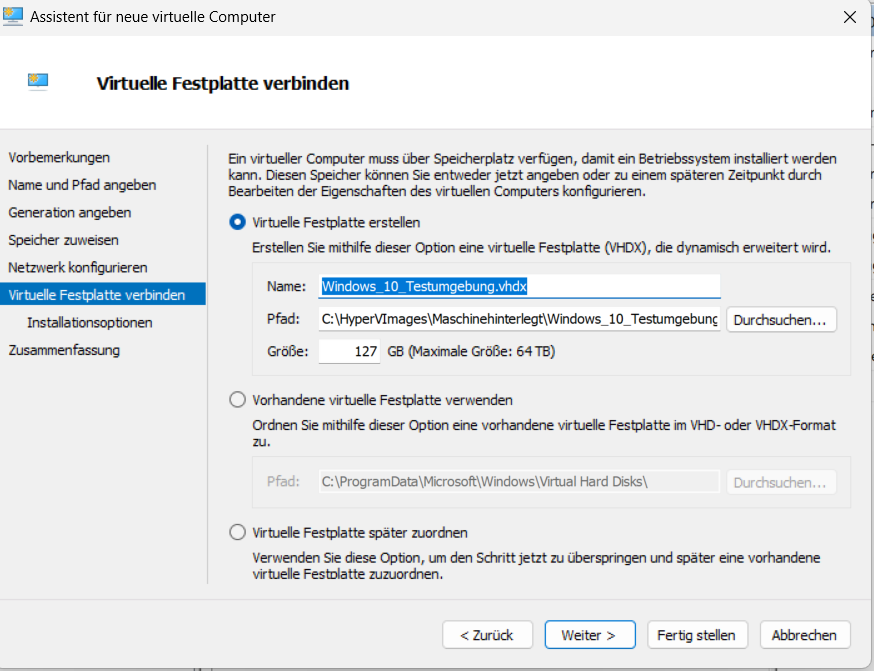 Assistent für neue virtuelle Computer
Virtuelle Festplatte verbinden
Vorbemerkungen
Name und Pfad angeben
Generation angeben
Speicher zuweisen
Netzwerk konfigurieren
Virtuelle Festplatte verbinden
Installationsoptionen
Zusammenfassung
Ein virtueller Computer muss über Speicherplatz verfügen, damit ein Betriebssystem installiert werden
kann. Diesen Speicher können Sie entweder jetzt angeben oder zu einem späteren Zeitpunkt durch
Bearbeiten der Eigenschaften des virtuellen Computers konfigurieren.
Virtuelle Festplatte erstellen
Erstellen Sie mithilfe dieser Option eine virtuelle Festplatte (VHDX), die dynamisch erweitert wird.
Name: Windows_10_Testumgebung.vhdx
Pfad: C:\HyperVImages\Maschinehinterlegt\Windows_10_Testumgebung Durchsuchen...
Größe: 127 GB (Maximale Größe: 64 TB)
Vorhandene virtuelle Festplatte verwenden
Ordnen Sie mithilfe dieser Option eine vorhandene virtuelle Festplatte im VHD- oder VHDX-Format
zu.
Pfad: C:\ProgramData\Microsoft\Windows\Virtual Hard Disks\ Durchsuchen...
Virtuelle Festplatte später zuordnen
Verwenden Sie diese Option, um den Schritt jetzt zu überspringen und später eine vorhandene
virtuelle Festplatte zuzuordnen.
< Zurück Weiter > Fertig stellen Abbrechen